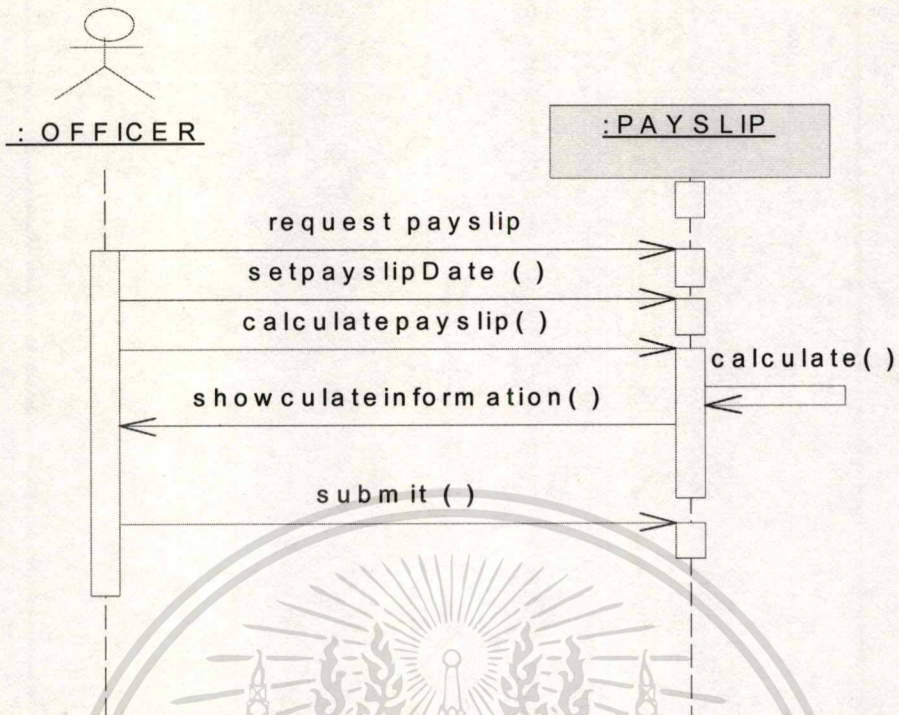 : OFFICER
:PAYSLIP
request payslip
setpayslipDate ( )
calculatepayslip( )
calculate( )
showculateinformation( )
submit ( )